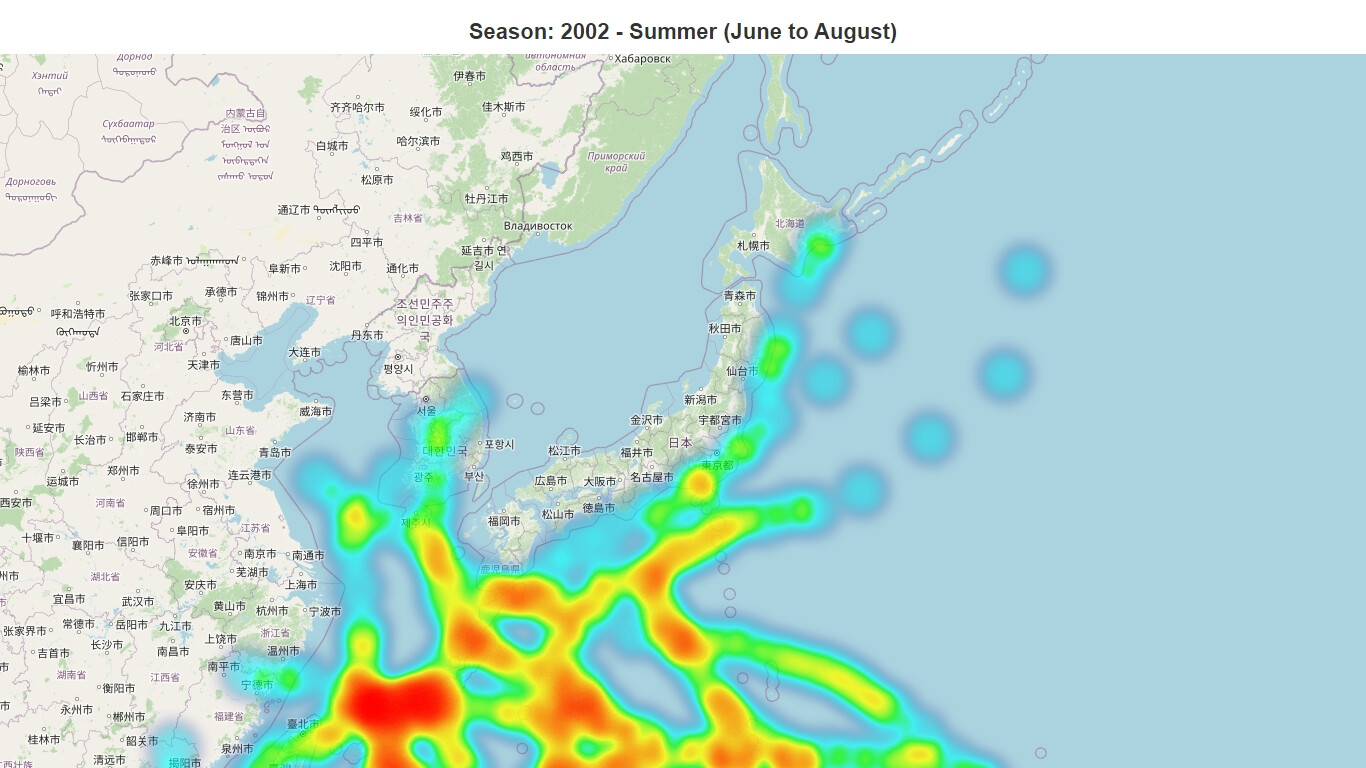 Season: 2002 - Summer (June to August)
Дорнод
автономная
область
Хабаровск
Хэнтий
伊春市
Сүхбаатар
内蒙古自
治区
齐齐哈尔市
绥化市
佳木斯市
白城市
哈尔滨市
鸡西市
Приморский
край
Дорноговь
松原市
牡丹江市
通辽市
吉林省
Владивосток
北海道
札幌市
四平市
延吉市 연
길시
赤峰市
阜新市
沈阳市
通化市
张家口市
承德市
锦州市
辽宁省
조선민주주
의인민공화
국
青森市
呼和浩特市
北京市
唐山市
丹东市
秋田市
河北省
大连市
天津市
평양시
仙台市
榆林市
忻州市
山西省
石家庄市
东营市
威海市
서울
新潟市
吕梁市
济南市
金沢市
宇都宮市
延安市
长治市
邯郸市
山东省
泰安市
青岛市
대한민국
포항시
松江市
福井市
日本
東京都
陕西省
运城市
郑州市
徐州市
连云港市
광주
부산
広島市
大阪市
名古屋市
西安市
河南省
周口市
宿州市
제주시
福岡市
松山市
徳島市
十堰市
襄阳市
信阳市
阜阳市
江苏省
安徽省
南京市
南通市
鹿児島県
州市
湖北省
安庆市
芜湖市
上海市
宜昌市
武汉市
黄山市
杭州市
宁波市
张家界市
常德市
岳阳市
九江市
上饶市
浙江省
吉首市
长沙市
南昌市
温州市
湖南省
江西省
南平市
宁德市
衡阳市
永州市
郴州市
福建省
臺北市
桂林市
韶关市
泉州市
清远市
揭阳市